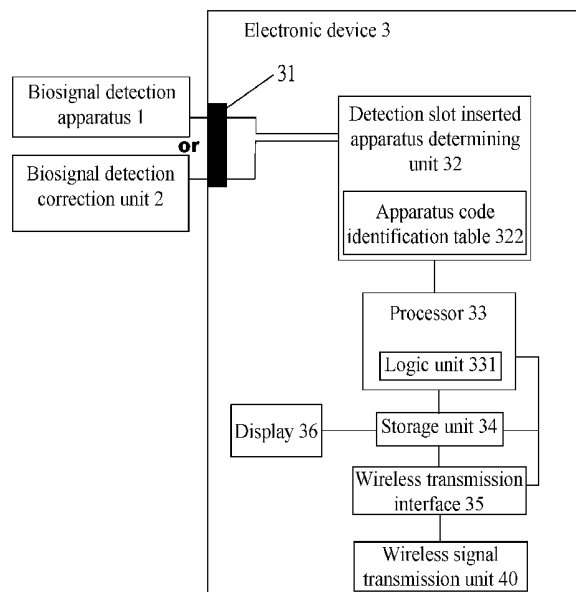 Electronic device 3
31
Biosignal detection
apparatus 1
or
Biosignal detection
correction unit 2
Detection slot inserted
apparatus determining
unit 32
Apparatus code
identification table 322
Processor 33
Logic unit 331
Display 36
Storage unit 34
Wireless transmission
interface 35
Wireless signal
transmission unit 40